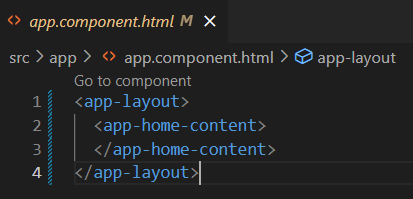 app.component.html M
src > app > app.component.html > app-layout
Go to component
1 <app-layout>
2   <app-home-content>
3   </app-home-content>
4 </app-layout>